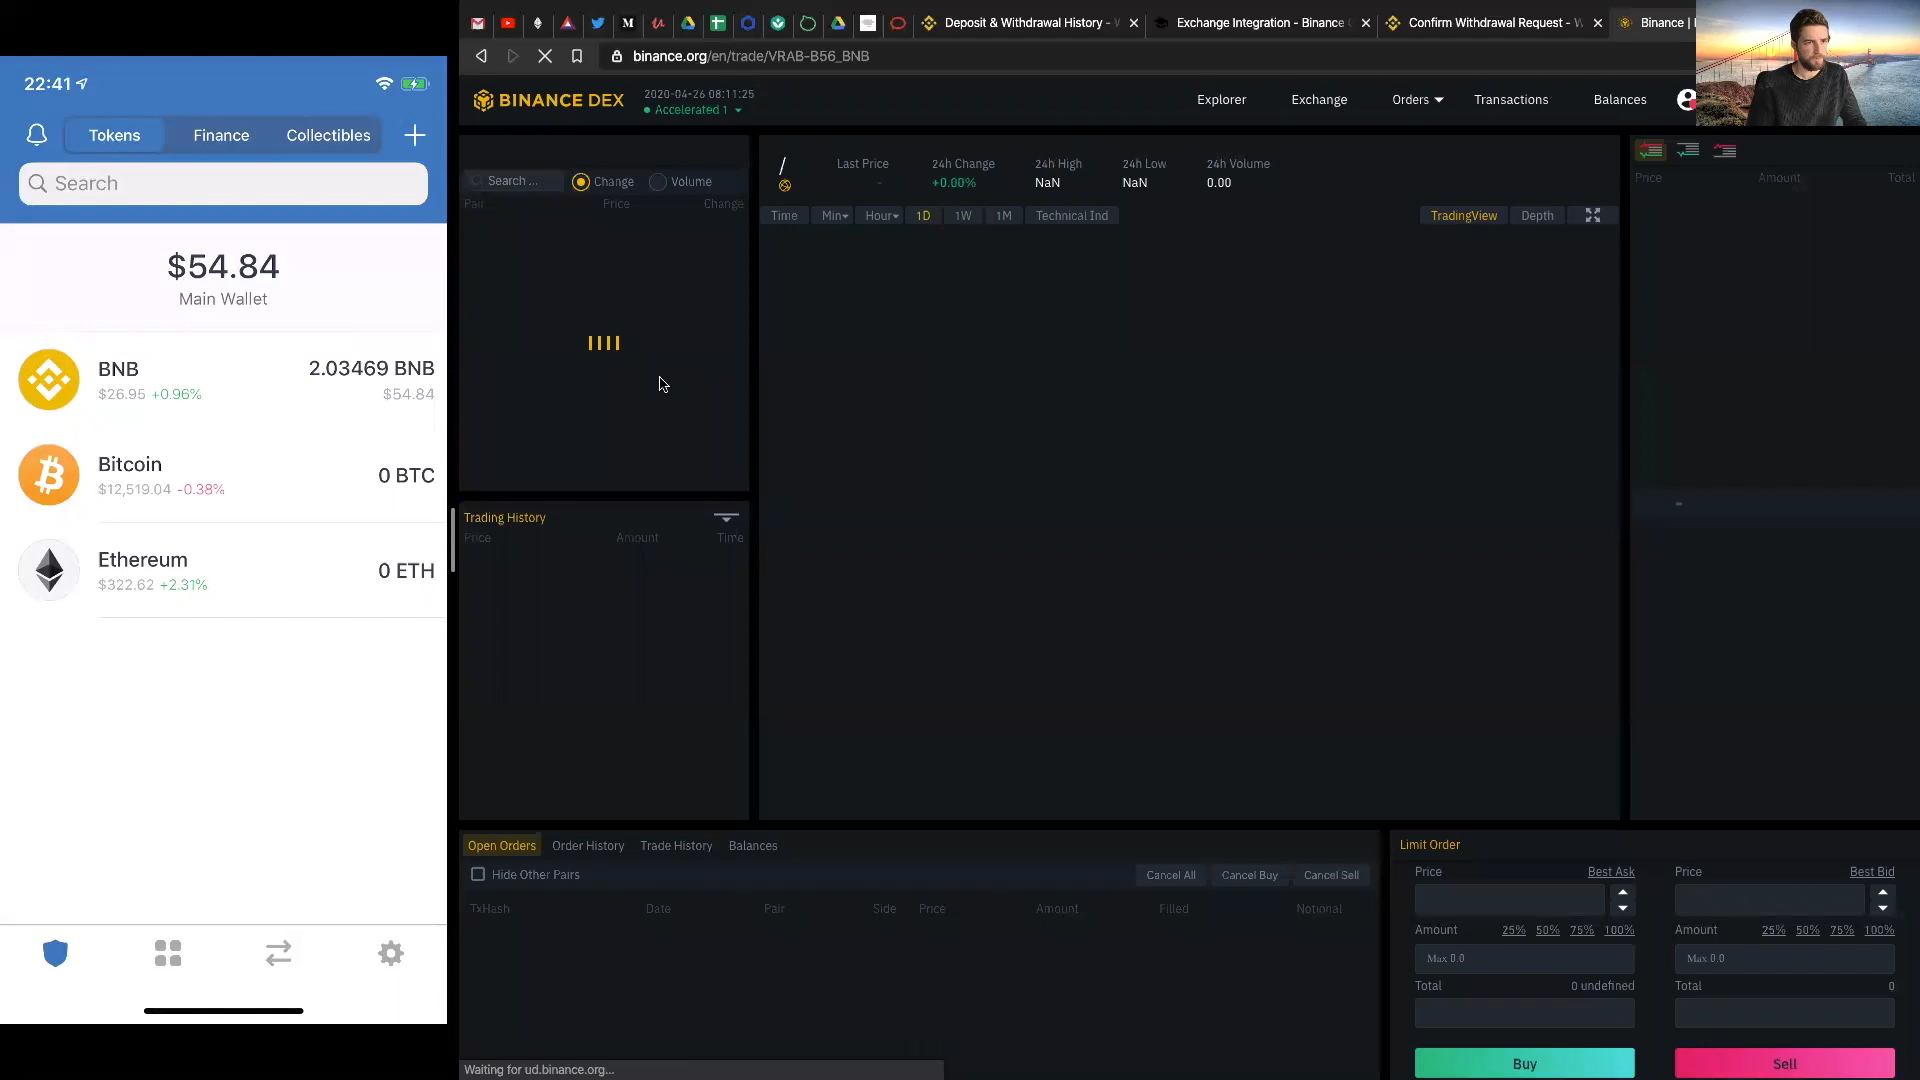 22:41
Tokens
Finance
Collectibles
Search
$54.84
Main Wallet
BNB
2.03469 BNB
$26.95 +0.96%
$54.84
Bitcoin
0 BTC
$12,519.04 -0.38%
Ethereum
0 ETH
$322.62 +2.31%
Deposit & Withdrawal History -
Exchange Integration - Binance
Confirm Withdrawal Request -
Binance |
binance.org/en/trade/VRAB-B56_BNB
BINANCE DEX
2020-04-26 08:11:25
Accelerated 1
Explorer
Exchange
Orders
Transactions
Balances
Search ...
Change
Volume
Pair
Price
Change
/
Last Price
24h Change
24h High
24h Low
24h Volume
-
+0.00%
NaN
NaN
0.00
Time
Min
Hour
1D
1W
1M
Technical Ind
TradingView
Depth
Price
Amount
Total
Trading History
Price
Amount
Time
Open Orders
Order History
Trade History
Balances
Hide Other Pairs
Cancel All
Cancel Buy
Cancel Sell
TxHash
Date
Pair
Side
Price
Amount
Filled
Notional
Limit Order
Price
Best Ask
Price
Best Bid
Amount
25% 50% 75% 100%
Amount
25% 50% 75% 100%
Max 0.0
Max 0.0
Total
0 undefined
Total
0
Buy
Sell
Waiting for ud.binance.org...